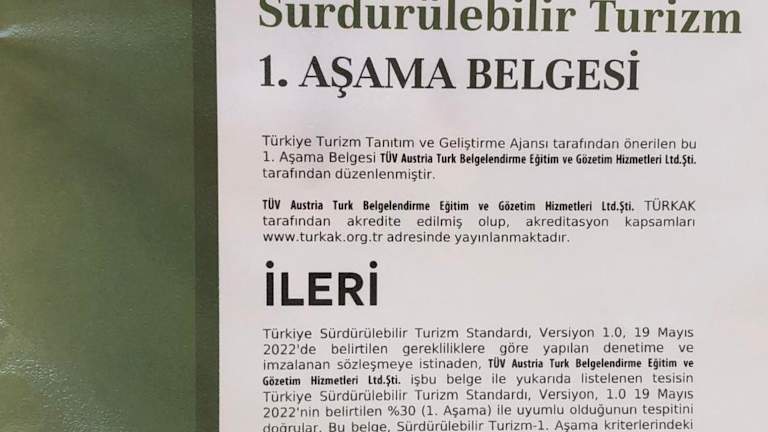 Sürdürülebilir Turizm
1. AŞAMA BELGESİ
Türkiye Turizm Tanıtım ve Geliştirme Ajansı tarafından önerilen bu
1. Aşama Belgesi TÜV Austria Turk Belgelendirme Eğitim ve Gözetim Hizmetleri Ltd.Şti.
tarafından düzenlenmiştir.
TÜV Austria Turk Belgelendirme Eğitim ve Gözetim Hizmetleri Ltd.Şti. TÜRKAK
tarafından akredite edilmiş olup, akreditasyon kapsamları
www.turkak.org.tr adresinde yayınlanmaktadır.
İLERİ
Türkiye Sürdürülebilir Turizm Standardı, Versiyon 1.0, 19 Mayıs
2022'de belirtilen gerekliliklere göre yapılan denetime ve
imzalanan sözleşmeye istinaden, TÜV Austria Turk Belgelendirme Eğitim ve
Gözetim Hizmetleri Ltd.Şti. işbu belge ile yukarıda listelenen tesisin
Türkiye Sürdürülebilir Turizm Standardı, Versiyon, 1.0 19 Mayıs
2022'nin belirtilen %30 (1. Aşama) ile uyumlu olduğunun tespitini
doğrular. Bu belge, Sürdürülebilir Turizm-1. Aşama kriterlerindeki